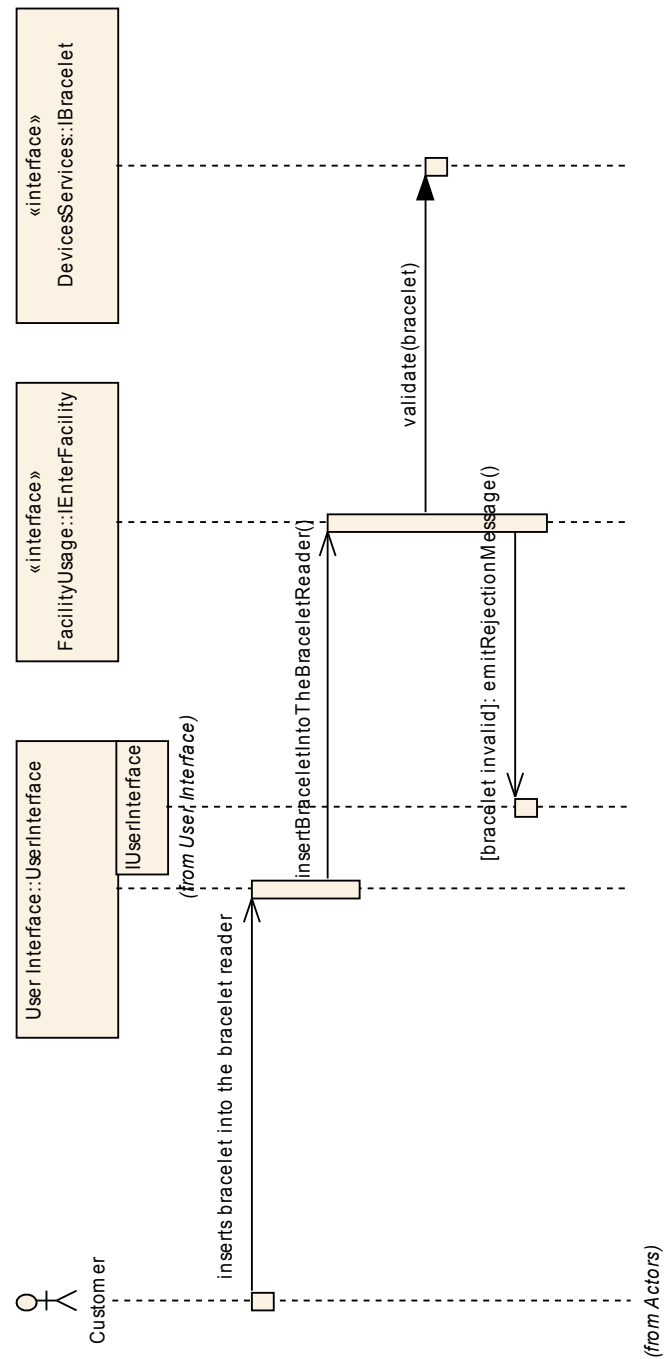 Customer
User Interface::UserInterface
IUserInterface
(from User Interface)
«interface»
FacilityUsage::IEnterFacility
«interface»
DevicesServices::IBracelet
inserts bracelet into the bracelet reader
insertBraceletIntoTheBraceletReader()
validate(bracelet)
[bracelet invalid]: emitRejectionMessage()
(from Actors)